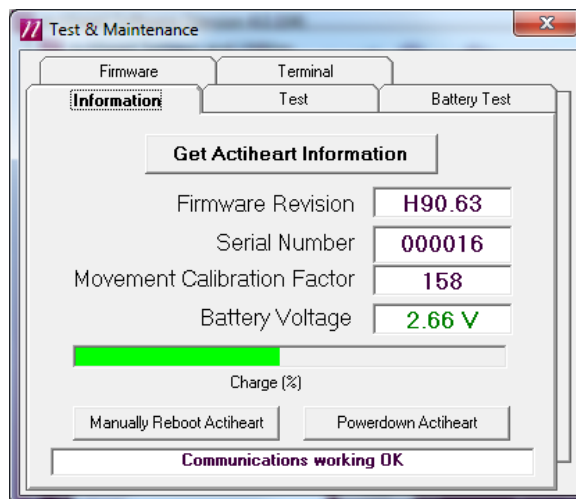 Test & Maintenance
Firmware Terminal
Information Test Battery Test
Get Actiheart Information
Firmware Revision H90.63
Serial Number 000016
Movement Calibration Factor 158
Battery Voltage 2.66 V
Charge (%)
Manually Reboot Actiheart Powerdown Actiheart
Communications working OK